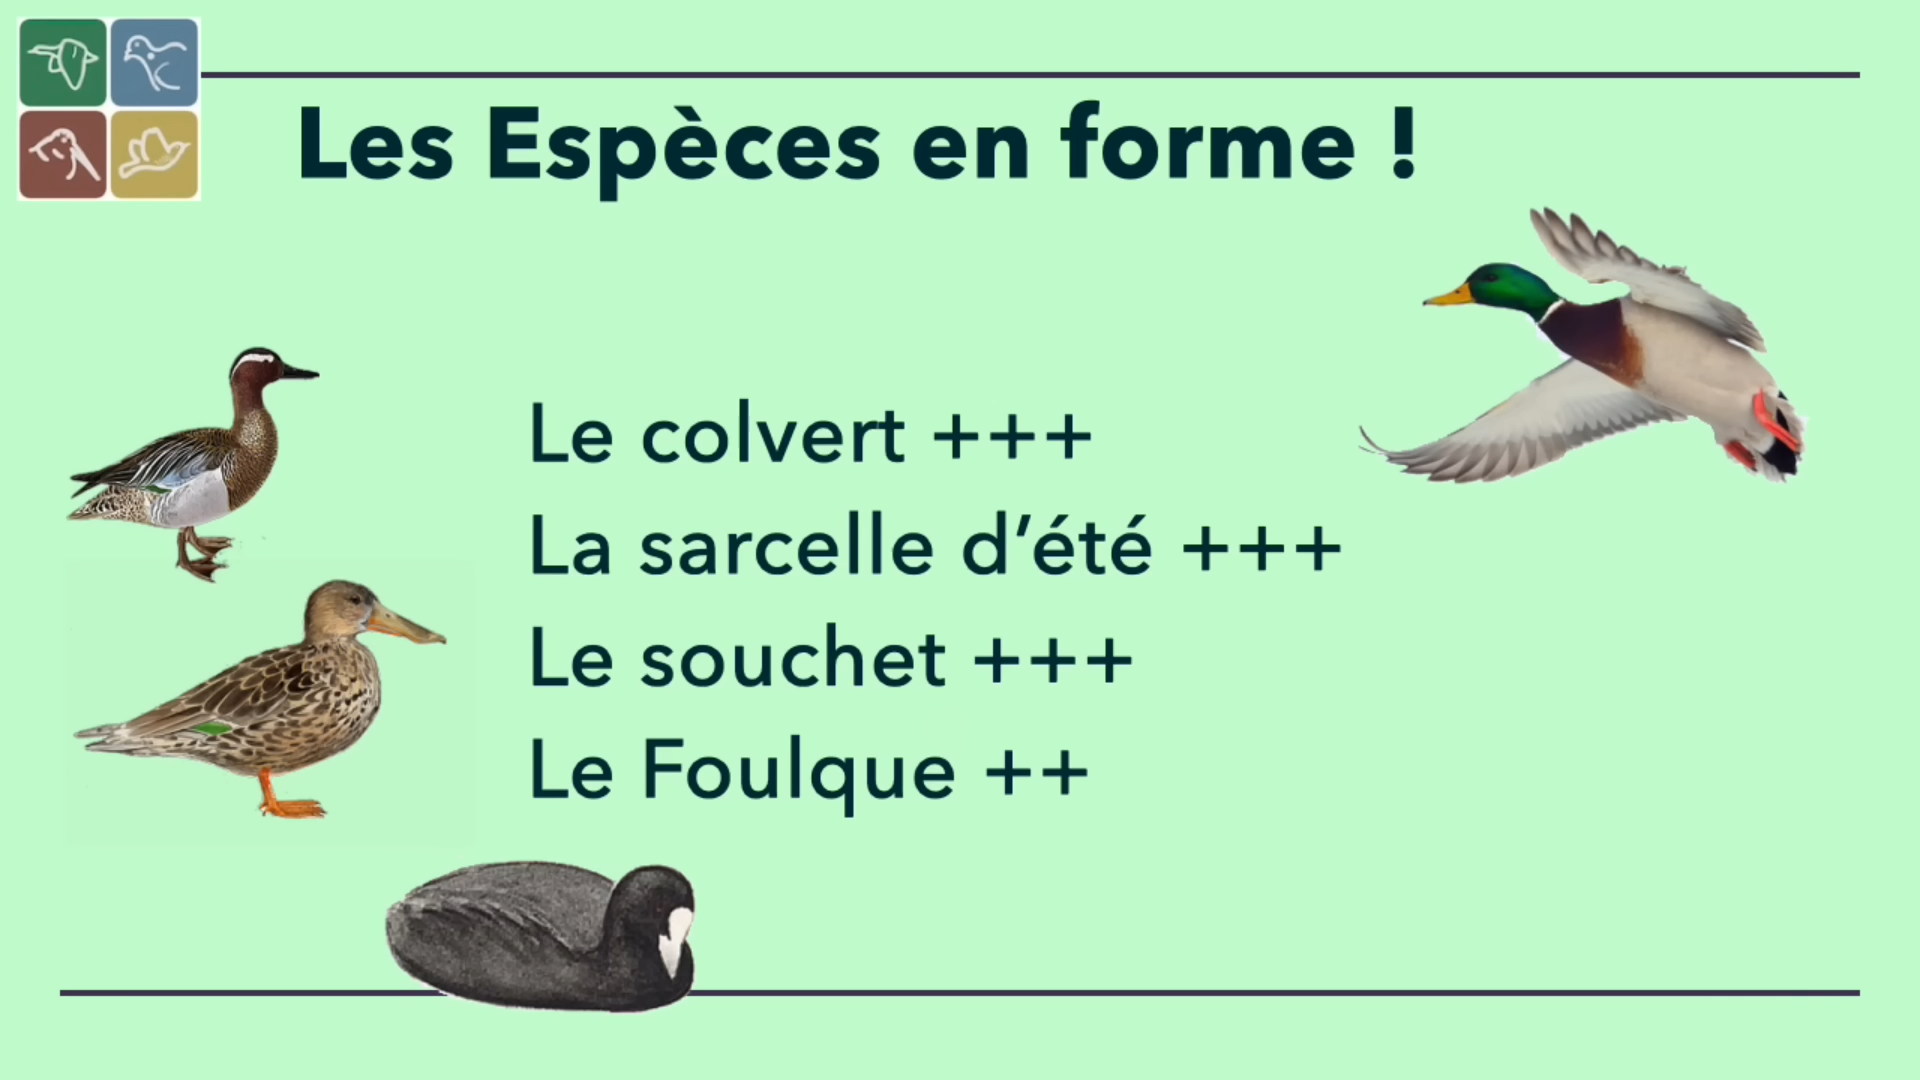 Les Espèces en forme !
Le colvert +++
La sarcelle d’été +++
Le souchet +++
Le Foulque ++